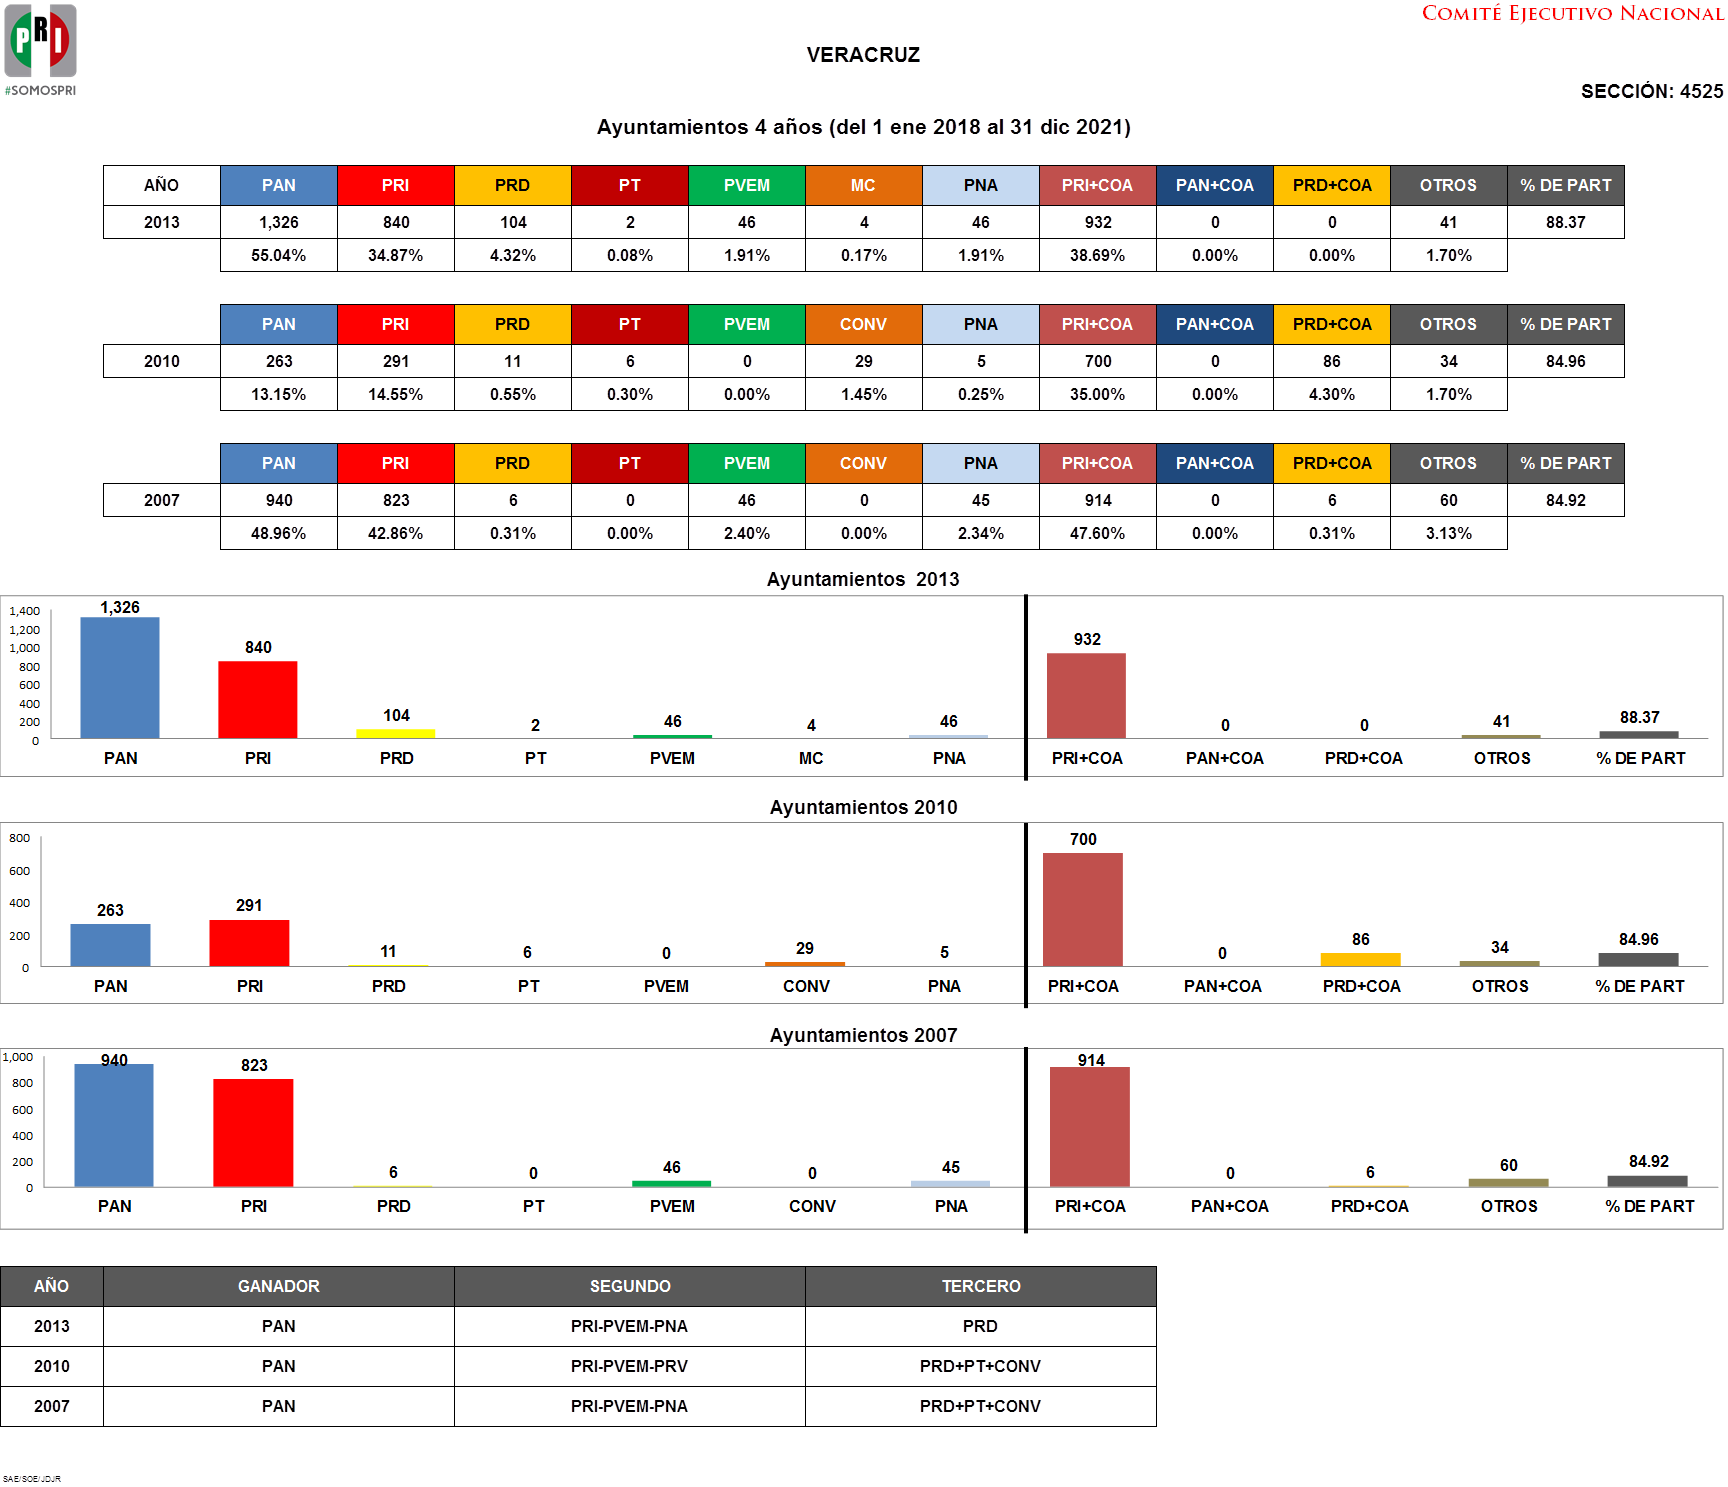 COMITÉ EJECUTIVO NACIONAL
PRI
#SOMOSPRI
VERACRUZ
SECCIÓN: 4525
Ayuntamientos 4 años (del 1 ene 2018 al 31 dic 2021)
AÑO PAN PRI PRD PT PVEM MC PNA PRI+COA PAN+COA PRD+COA OTROS % DE PART
2013 1,326 840 104 2 46 4 46 932 0 0 41 88.37
55.04% 34.87% 4.32% 0.08% 1.91% 0.17% 1.91% 38.69% 0.00% 0.00% 1.70%
PAN PRI PRD PT PVEM CONV PNA PRI+COA PAN+COA PRD+COA OTROS % DE PART
2010 263 291 11 6 0 29 5 700 0 86 34 84.96
13.15% 14.55% 0.55% 0.30% 0.00% 1.45% 0.25% 35.00% 0.00% 4.30% 1.70%
PAN PRI PRD PT PVEM CONV PNA PRI+COA PAN+COA PRD+COA OTROS % DE PART
2007 940 823 6 0 46 0 45 914 0 6 60 84.92
48.96% 42.86% 0.31% 0.00% 2.40% 0.00% 2.34% 47.60% 0.00% 0.31% 3.13%
Ayuntamientos 2013
1,400
1,200
1,000
800
600
400
200
0
1,326 840 104 2 46 4 46 932 0 0 41 88.37
PAN PRI PRD PT PVEM MC PNA PRI+COA PAN+COA PRD+COA OTROS % DE PART
Ayuntamientos 2010
800
600
400
200
0
263 291 11 6 0 29 5 700 0 86 34 84.96
PAN PRI PRD PT PVEM CONV PNA PRI+COA PAN+COA PRD+COA OTROS % DE PART
Ayuntamientos 2007
1,000
800
600
400
200
0
940 823 6 0 46 0 45 914 0 6 60 84.92
PAN PRI PRD PT PVEM CONV PNA PRI+COA PAN+COA PRD+COA OTROS % DE PART
AÑO GANADOR SEGUNDO TERCERO
2013 PAN PRI-PVEM-PNA PRD
2010 PAN PRI-PVEM-PRV PRD+PT+CONV
2007 PAN PRI-PVEM-PNA PRD+PT+CONV
SAE/SOE/JDJR